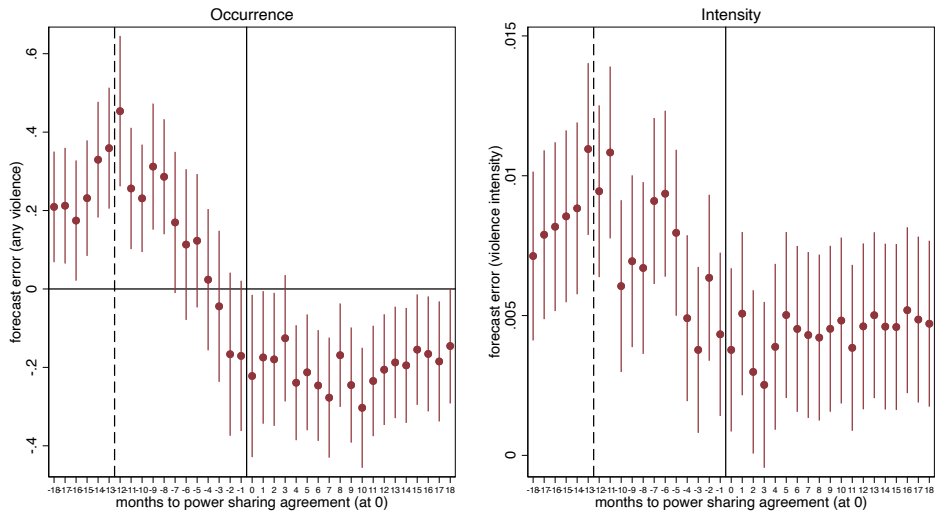 Occurrence
forecast error (any violence)
.6
.4
.2
0
-.2
-.4
-18-17-16-15-14-13-12-11-10 -9 -8 -7 -6 -5 -4 -3 -2 -1 0 1 2 3 4 5 6 7 8 9 10 11 12 13 14 15 16 17 18
months to power sharing agreement (at 0)
Intensity
forecast error (violence intensity)
.015
.01
.005
0
-18-17-16-15-14-13-12-11-10 -9 -8 -7 -6 -5 -4 -3 -2 -1 0 1 2 3 4 5 6 7 8 9 10 11 12 13 14 15 16 17 18
months to power sharing agreement (at 0)